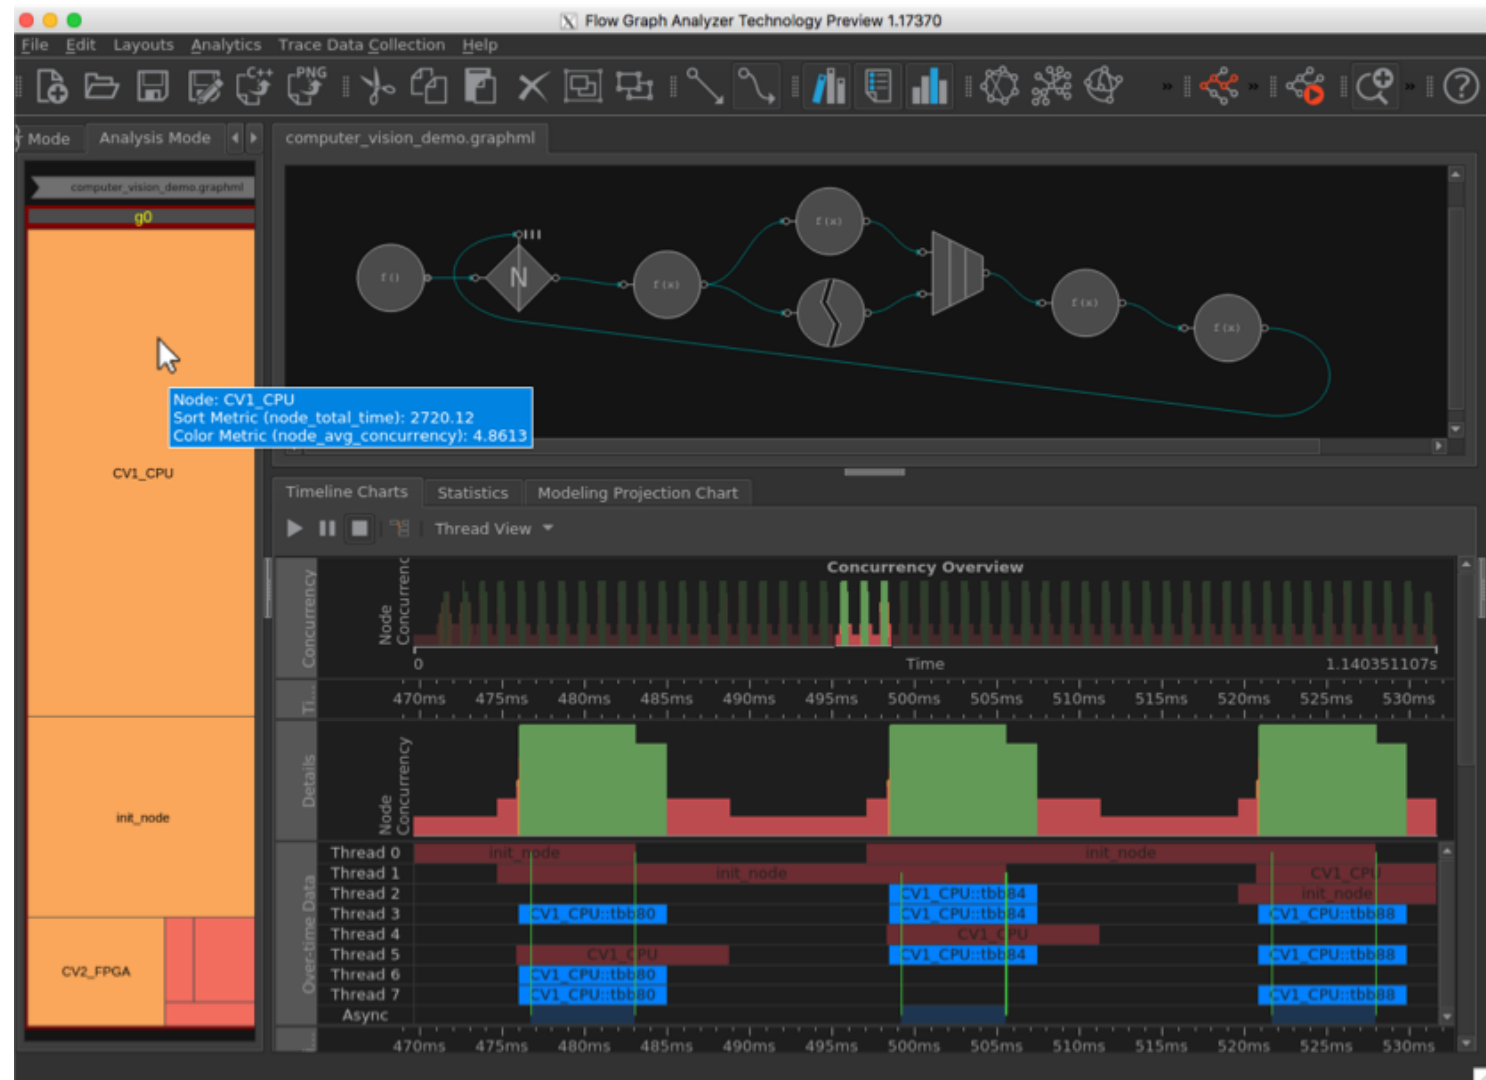 Flow Graph Analyzer Technology Preview 1.17370
File Edit Layouts Analytics Trace Data Collection Help
C++ PNG
Mode Analysis Mode computer_vision_demo.graphml
computer_vision_demo.graphml
g0
f() N f(x) f(x) f(x) f(x)
Node: CV1_CPU
Sort Metric (node_total_time): 2720.12
Color Metric (node_avg_concurrency): 4.8613
CV1_CPU
init_node
CV2_FPGA
Timeline Charts Statistics Modeling Projection Chart
Thread View
Concurrency
Node
Concurrenc
Concurrency Overview
0 Time 1.140351107s
Ti...
470ms 475ms 480ms 485ms 490ms 495ms 500ms 505ms 510ms 515ms 520ms 525ms 530ms
Details
Node
Concurrency
Over-time Data
Thread 0 init_node init_node
Thread 1 init_node CV1_CPU
Thread 2 CV1_CPU::tbb84 init_node
Thread 3 CV1_CPU::tbb80 CV1_CPU::tbb84 CV1_CPU::tbb88
Thread 4 CV1_CPU
Thread 5 CV1_CPU CV1_CPU::tbb84 CV1_CPU::tbb88
Thread 6 CV1_CPU::tbb80
Thread 7 CV1_CPU::tbb80 CV1_CPU::tbb88
Async
470ms 475ms 480ms 485ms 490ms 495ms 500ms 505ms 510ms 515ms 520ms 525ms 530ms